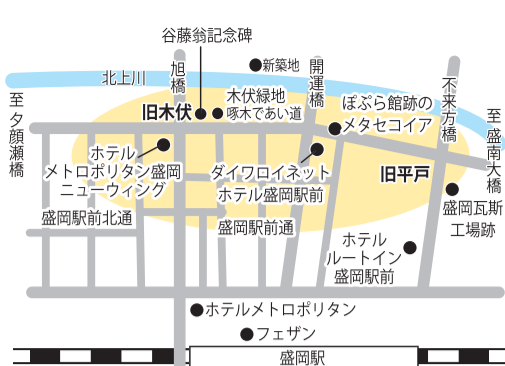 谷藤翁記念碑
新築地
旭橋
開運橋
北上川
不来方橋
至 夕顔瀬橋
木伏緑地
啄木であい道
旧木伏
ぽぷら館跡の
メタセコイア
至 盛南大橋
ホテル
メトロポリタン盛岡
ニューウィング
ダイワロイネット
ホテル盛岡駅前
旧平戸
盛岡駅前北通
盛岡駅前通
盛岡瓦斯
工場跡
ホテル
ルートイン
盛岡駅前
ホテルメトロポリタン
フェザン
盛岡駅